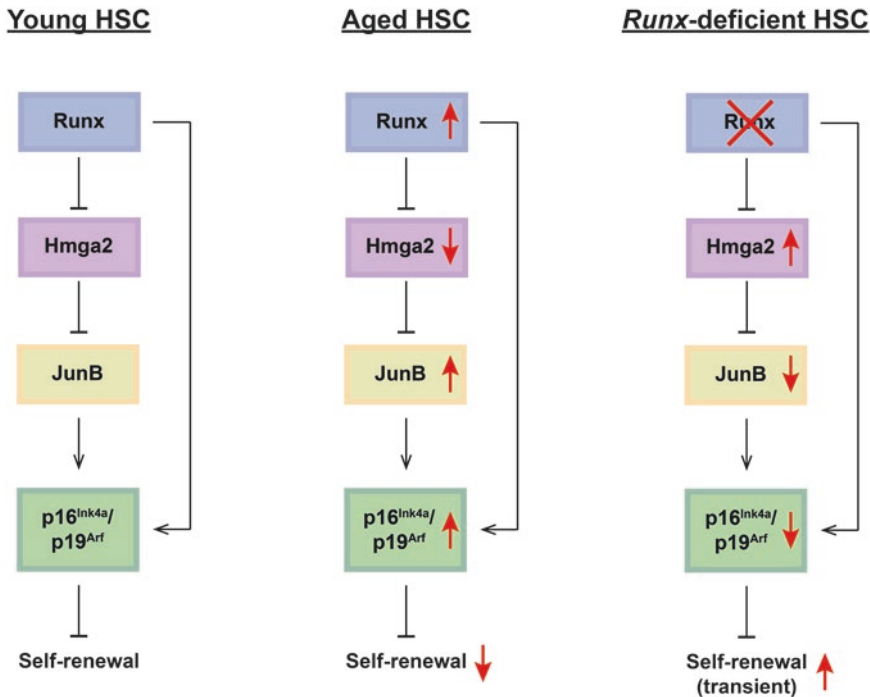 Young HSC
Runx
Hmga2
JunB
p16Ink4a/
p19Arf
Self-renewal
Aged HSC
Runx
Hmga2
JunB
p16Ink4a/
p19Arf
Self-renewal
Runx-deficient HSC
Runx
Hmga2
JunB
p16Ink4a/
p19Arf
Self-renewal
(transient)